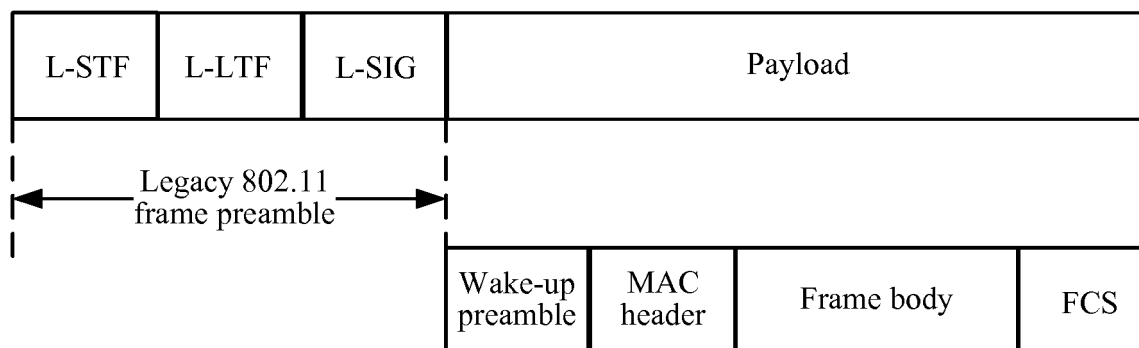 L-STF L-LTF L-SIG Payload
Legacy 802.11
frame preamble
Wake-up
preamble
MAC
header
Frame body
FCS